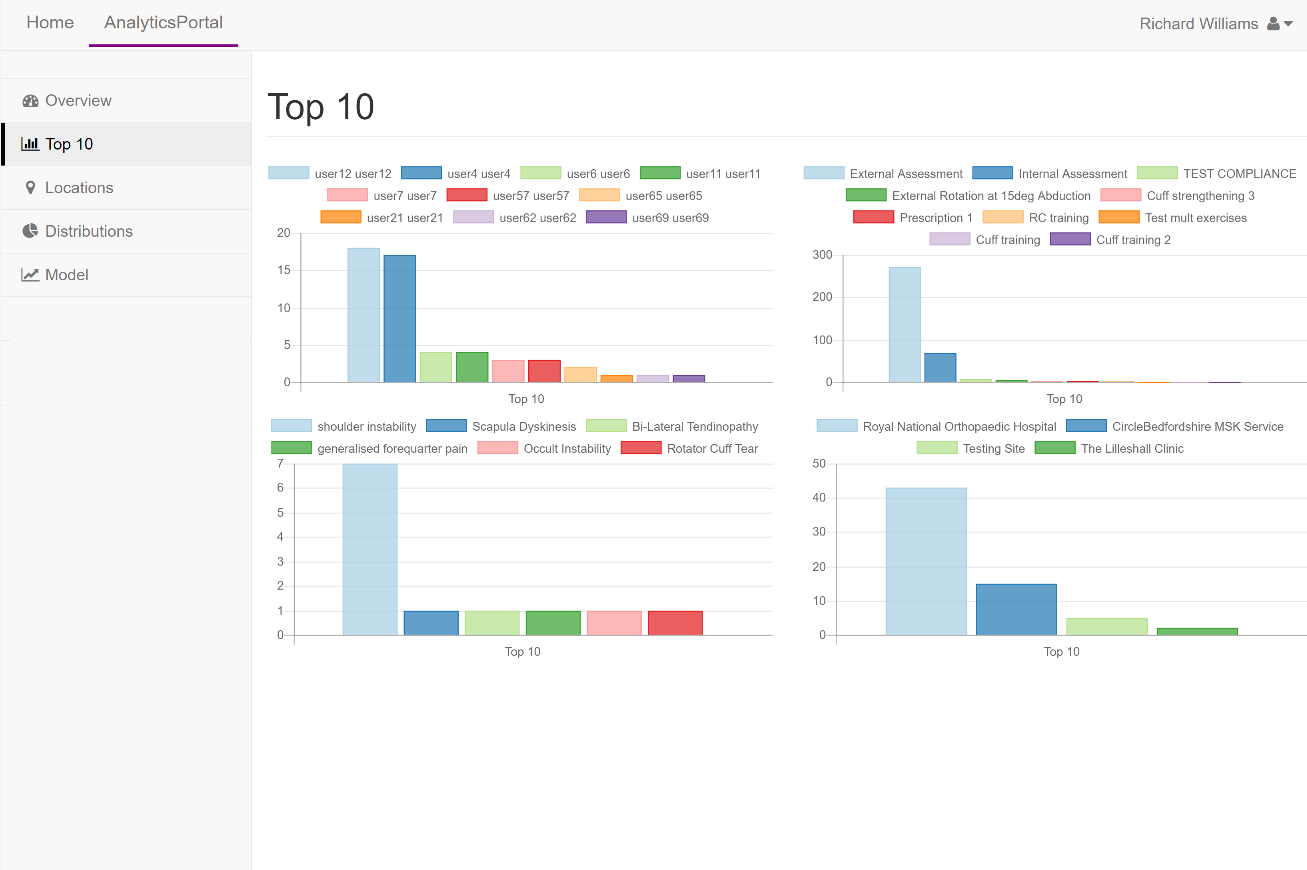 Home AnalyticsPortal Richard Williams
Overview
Top 10
Locations
Distributions
Model
Top 10
user12 user12 user4 user4 user6 user6 user11 user11
user7 user7 user57 user57 user65 user65
user21 user21 user62 user62 user69 user69
20
15
10
5
0
Top 10
External Assessment Internal Assessment TEST COMPLIANCE
External Rotation at 15deg Abduction Cuff strengthening 3
Prescription 1 RC training Test mult exercises
Cuff training Cuff training 2
300
200
100
0
Top 10
shoulder instability Scapula Dyskinesis Bi-Lateral Tendinopathy
generalised forequarter pain Occult Instability Rotator Cuff Tear
7
6
5
4
3
2
1
0
Top 10
Royal National Orthopaedic Hospital CircleBedfordshire MSK Service
Testing Site The Lilleshall Clinic
50
40
30
20
10
0
Top 10